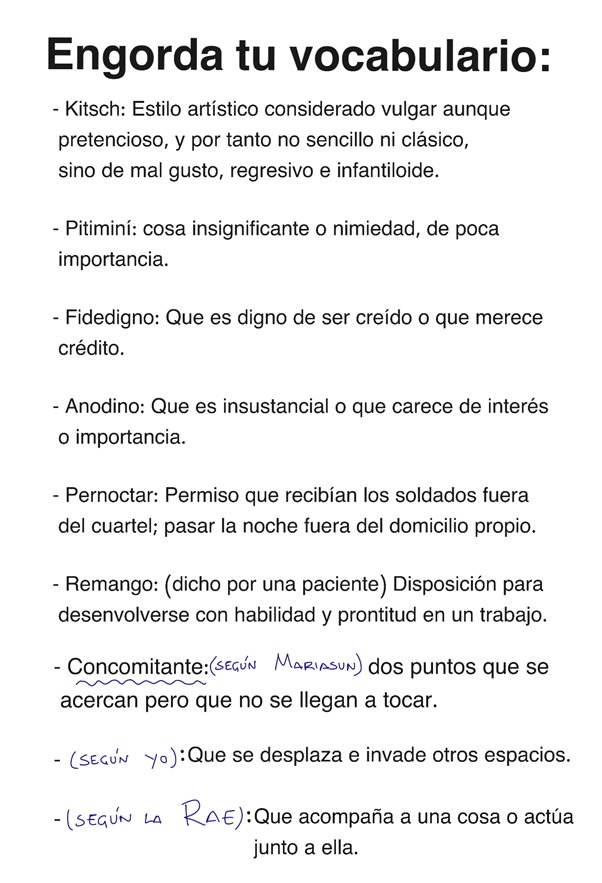 Engorda tu vocabulario:
- Kitsch: Estilo artístico considerado vulgar aunque
pretencioso, y por tanto no sencillo ni clásico,
sino de mal gusto, regresivo e infantiloide.
- Pitiminí: cosa insignificante o nimiedad, de poca
importancia.
- Fidedigno: Que es digno de ser creído o que merece
crédito.
- Anodino: Que es insustancial o que carece de interés
o importancia.
- Pernoctar: Permiso que recibían los soldados fuera
del cuartel; pasar la noche fuera del domicilio propio.
- Remango: (dicho por una paciente) Disposición para
desenvolverse con habilidad y prontitud en un trabajo.
- Concomitante:(SEGÚN MARIASUN) dos puntos que se
acercan pero que no se llegan a tocar.
- (SEGÚN YO):Que se desplaza e invade otros espacios.
-(SEGÚN LA RAE):Que acompaña a una cosa o actúa
junto a ella.